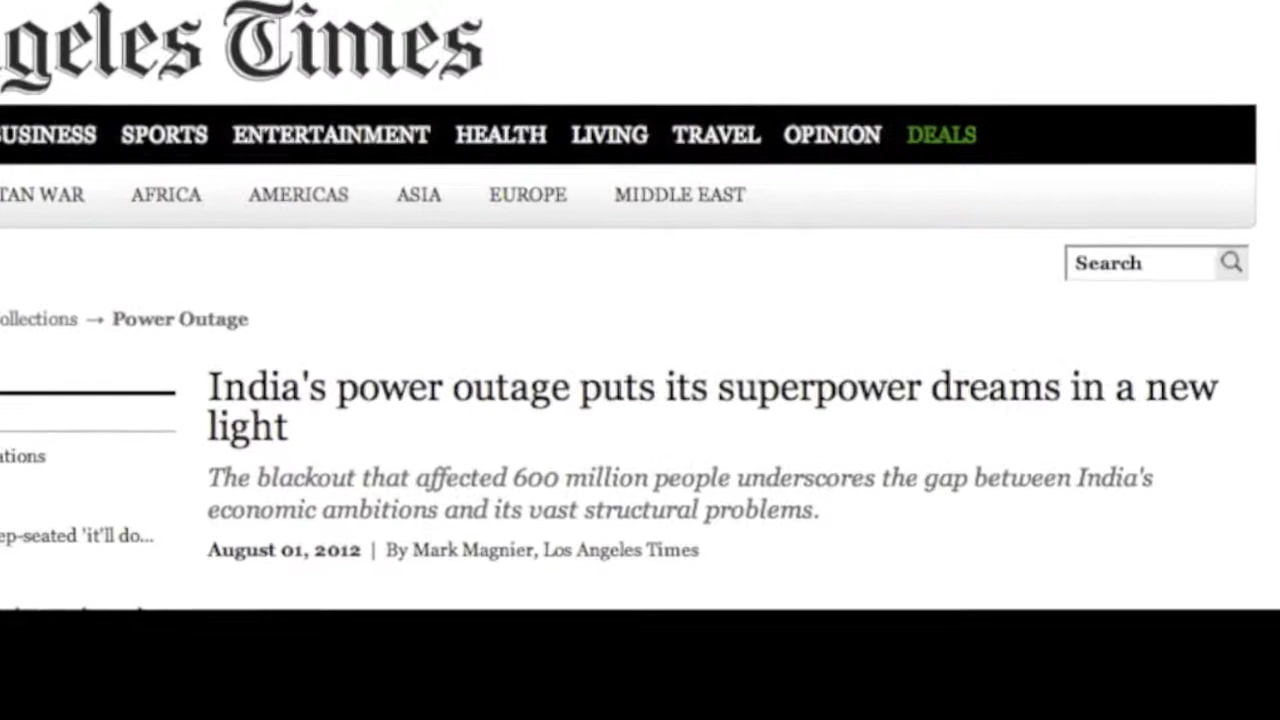 geles Times
USINESS SPORTS ENTERTAINMENT HEALTH LIVING TRAVEL OPINION DEALS
TAN WAR AFRICA AMERICAS ASIA EUROPE MIDDLE EAST
Search
ollections → Power Outage
India's power outage puts its superpower dreams in a new
light
ations
The blackout that affected 600 million people underscores the gap between India's
economic ambitions and its vast structural problems.
ep-seated 'it'll do...
August 01, 2012 | By Mark Magnier, Los Angeles Times